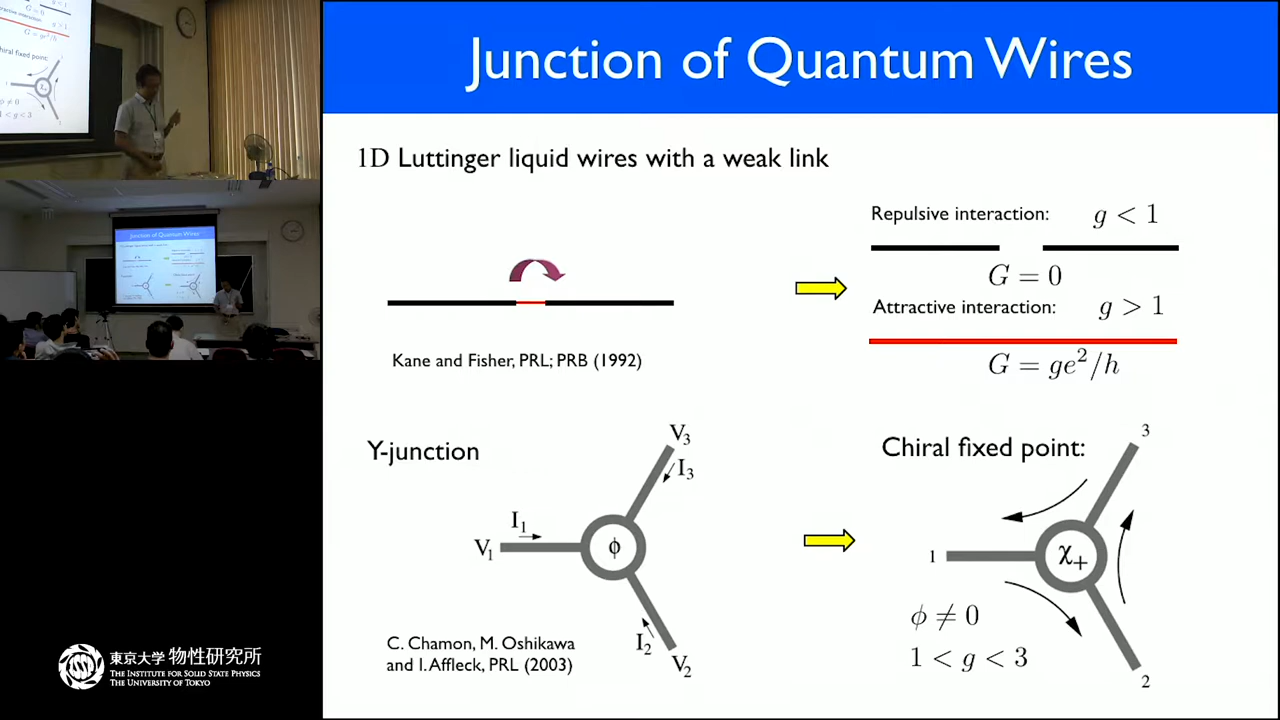 Junction of Quantum Wires
1D Luttinger liquid wires with a weak link
Repulsive interaction: g < 1
G = 0
Attractive interaction: g > 1
G = ge²/h
Kane and Fisher, PRL; PRB (1992)
Y-junction
V₃
I₃
I₁
V₁
ϕ
I₂
V₂
C. Chamon, M. Oshikawa
and I. Affleck, PRL (2003)
Chiral fixed point:
3
1
χ₊
ϕ ≠ 0
1 < g < 3
2
東京大学 物性研究所
THE INSTITUTE FOR SOLID STATE PHYSICS
THE UNIVERSITY OF TOKYO